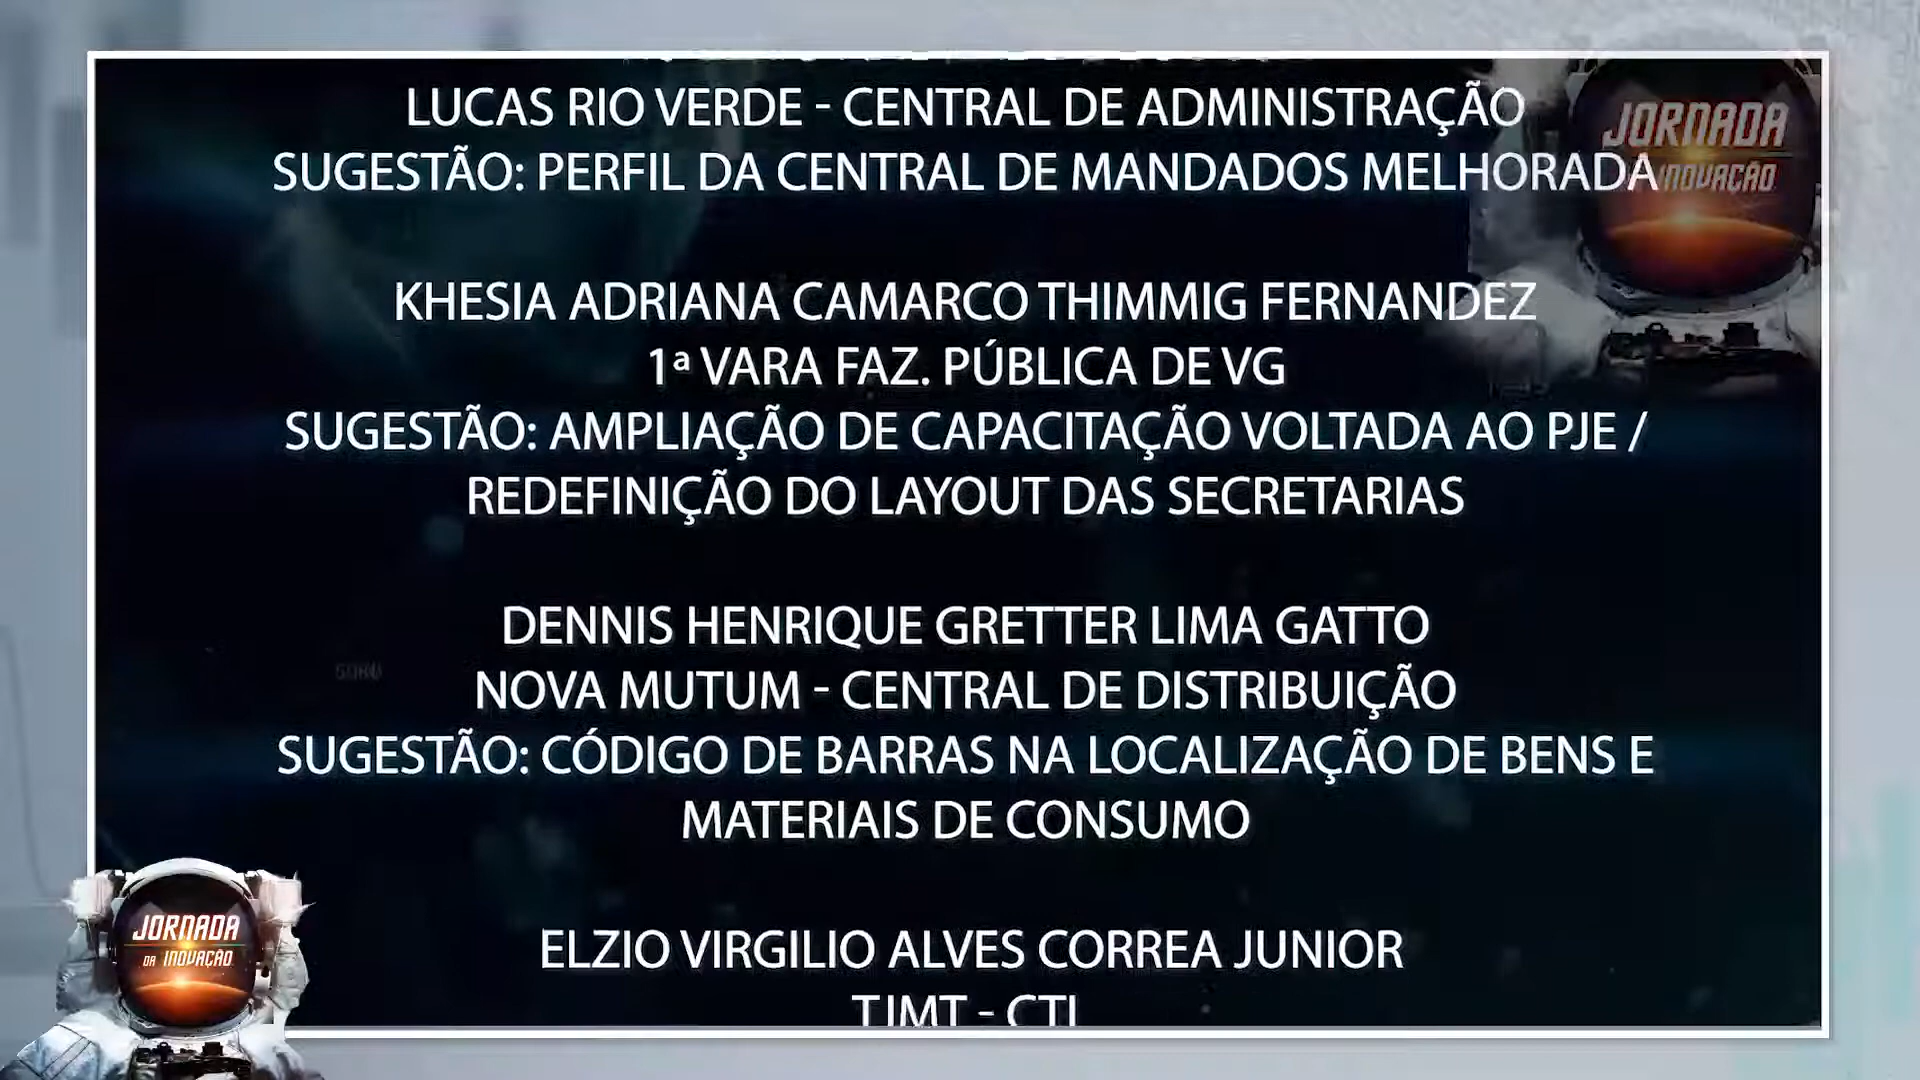 LUCAS RIO VERDE - CENTRAL DE ADMINISTRAÇÃO
SUGESTÃO: PERFIL DA CENTRAL DE MANDADOS MELHORADA
JORNADA
INOVAÇÃO
KHESIA ADRIANA CAMARCO THIMMIG FERNANDEZ
1ª VARA FAZ. PÚBLICA DE VG
SUGESTÃO: AMPLIAÇÃO DE CAPACITAÇÃO VOLTADA AO PJE /
REDEFINIÇÃO DO LAYOUT DAS SECRETARIAS
DENNIS HENRIQUE GRETTER LIMA GATTO
NOVA MUTUM - CENTRAL DE DISTRIBUIÇÃO
SUGESTÃO: CÓDIGO DE BARRAS NA LOCALIZAÇÃO DE BENS E
MATERIAIS DE CONSUMO
ELZIO VIRGILIO ALVES CORREA JUNIOR
TJMT - CTI
JORNADA
DA INOVAÇÃO